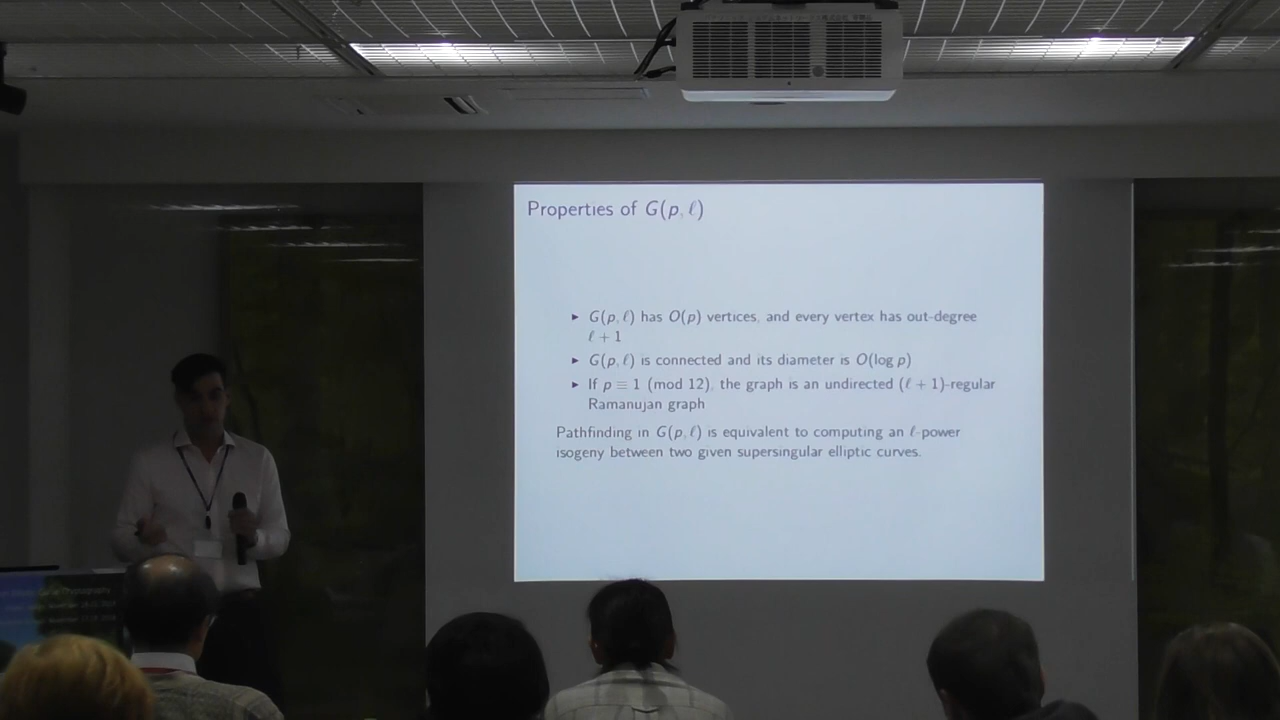 Properties of G(p, ℓ)
▸ G(p, ℓ) has O(p) vertices, and every vertex has out-degree
ℓ + 1
▸ G(p, ℓ) is connected and its diameter is O(log p)
▸ If p ≡ 1 (mod 12), the graph is an undirected (ℓ + 1)-regular
Ramanujan graph
Pathfinding in G(p, ℓ) is equivalent to computing an ℓ-power
isogeny between two given supersingular elliptic curves.